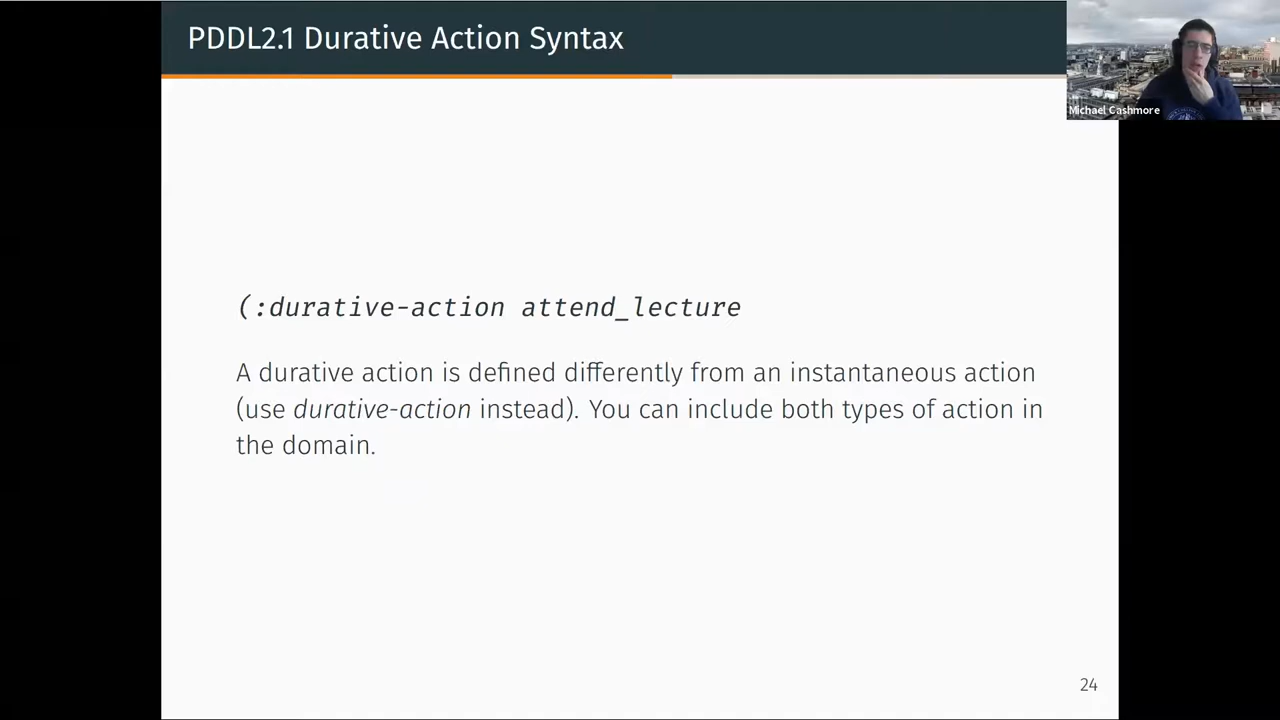 PDDL2.1 Durative Action Syntax
Michael Cashmore
(:durative-action attend_lecture
A durative action is defined differently from an instantaneous action
(use durative-action instead). You can include both types of action in
the domain.
24